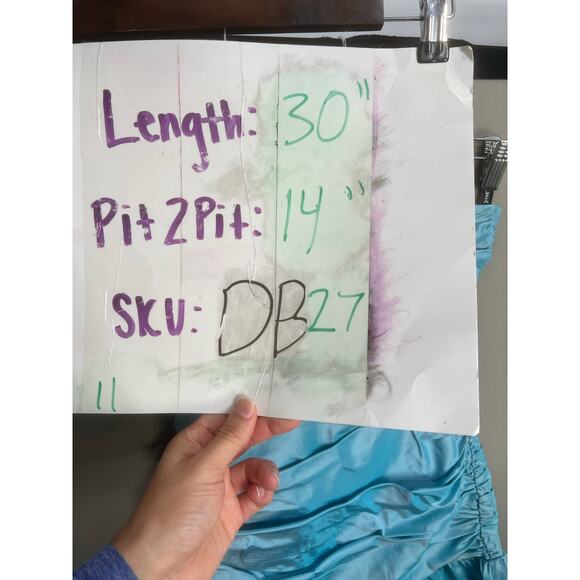 Length: 30"
Pit 2 Pit: 14"
SKU: DB27
11